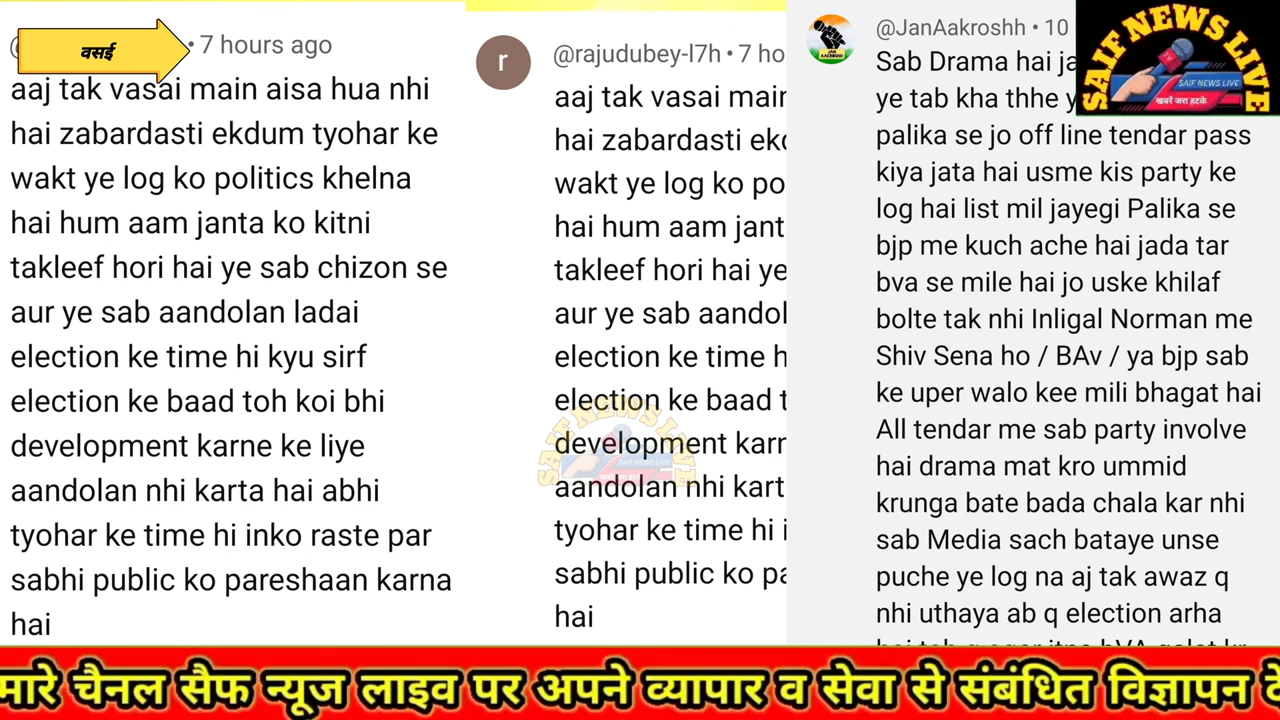 वसई
• 7 hours ago
aaj tak vasai main aisa hua nhi
hai zabardasti ekdum tyohar ke
wakt ye log ko politics khelna
hai hum aam janta ko kitni
takleef hori hai ye sab chizon se
aur ye sab aandolan ladai
election ke time hi kyu sirf
election ke baad toh koi bhi
development karne ke liye
aandolan nhi karta hai abhi
tyohar ke time hi inko raste par
sabhi public ko pareshaan karna
hai
r
@rajudubey-l7h • 7 ho
aaj tak vasai main
hai zabardasti ekd
wakt ye log ko po
hai hum aam jant
takleef hori hai ye
aur ye sab aandol
election ke time h
election ke baad t
development karn
aandolan nhi kart
tyohar ke time hi i
sabhi public ko pa
hai
SAIF NEWS LIVE
SAIF NEWS LIVE
JAN AAKROSHH
@JanAakroshh • 10
Sab Drama hai ja
ye tab kha thhe y
palika se jo off line tendar pass
kiya jata hai usme kis party ke
log hai list mil jayegi Palika se
bjp me kuch ache hai jada tar
bva se mile hai jo uske khilaf
bolte tak nhi Inligal Norman me
Shiv Sena ho / BAv / ya bjp sab
ke uper walo kee mili bhagat hai
All tendar me sab party involve
hai drama mat kro ummid
krunga bate bada chala kar nhi
sab Media sach bataye unse
puche ye log na aj tak awaz q
nhi uthaya ab q election arha
SAIF NEWS LIVE
SAIF NEWS LIVE
खबरें जरा हटके
मारे चैनल सैफ न्यूज लाइव पर अपने व्यापार व सेवा से संबंधित विज्ञापन दे